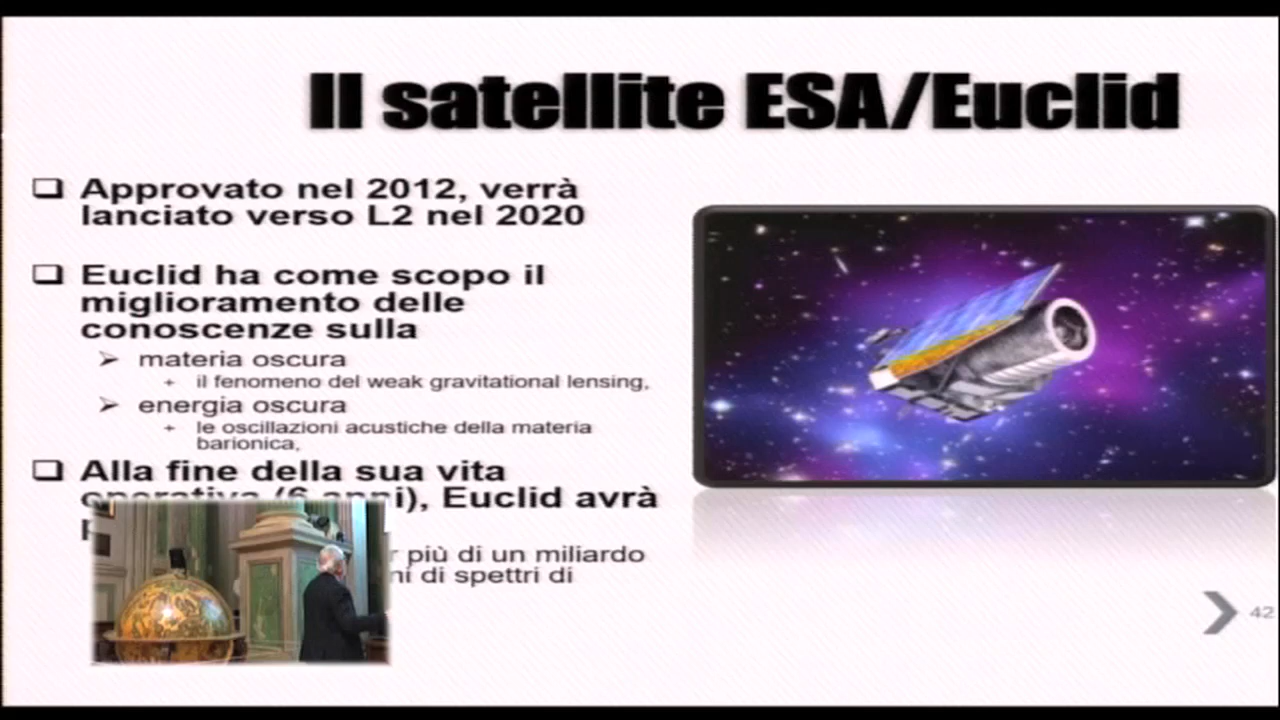 Il satellite ESA/Euclid
Approvato nel 2012, verrà
lanciato verso L2 nel 2020
Euclid ha come scopo il
miglioramento delle
conoscenze sulla
materia oscura
il fenomeno del weak gravitational lensing,
energia oscura
le oscillazioni acustiche della materia
barionica,
Alla fine della sua vita
operativa (6 anni), Euclid avrà
più di un miliardo
di spettri di
42